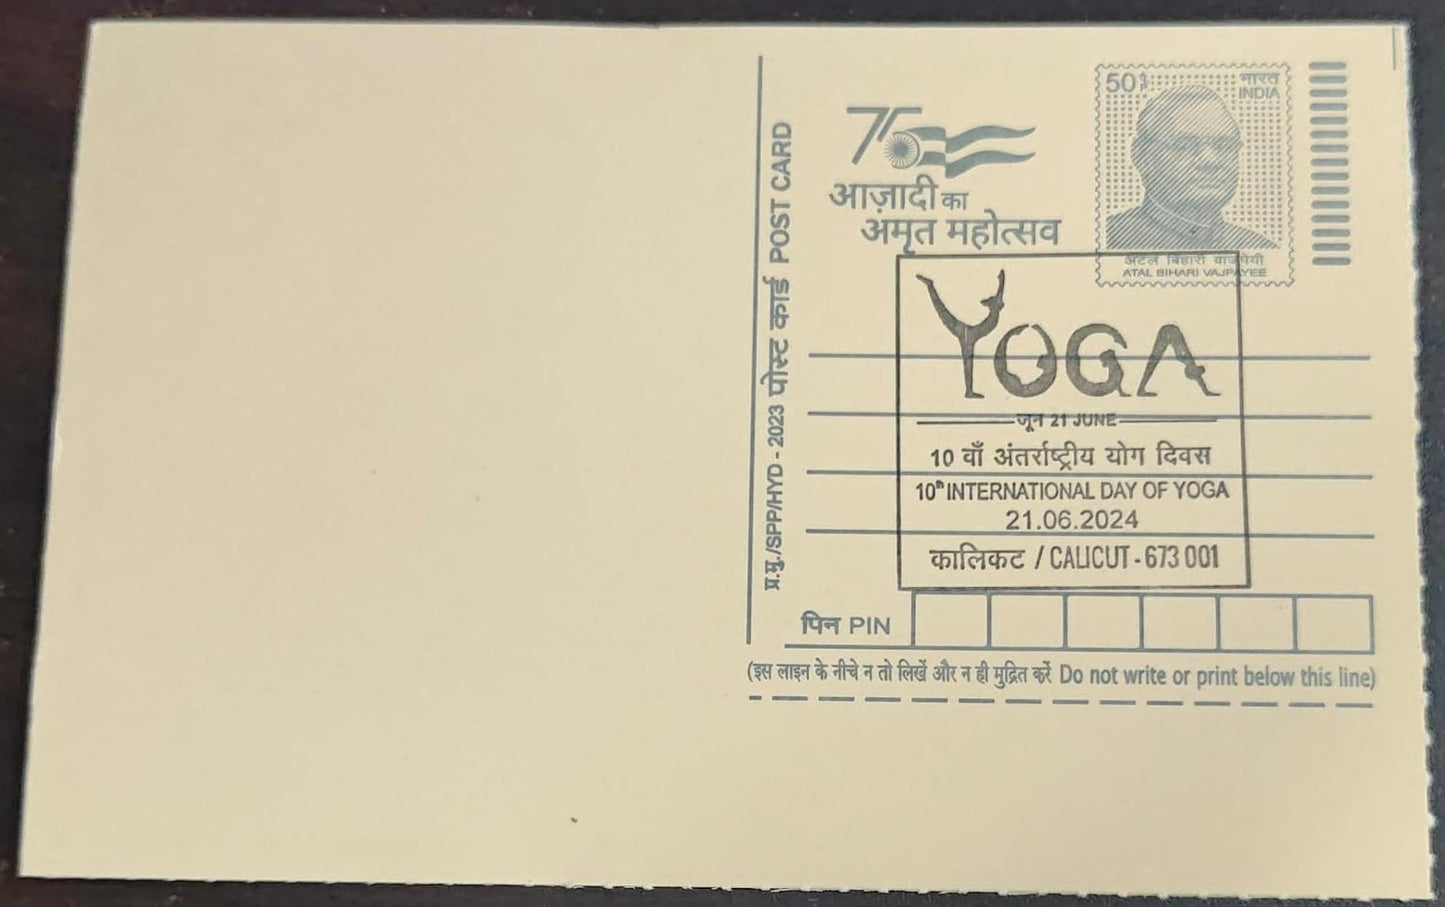 75
आज़ादी का
अमृत महोत्सव
50 P
भारत
INDIA
अटल बिहारी वाजपेयी
ATAL BIHARI VAJPAYEE
प्र.मु./SPP/HYD - 2023 पोस्ट कार्ड POST CARD
YOGA
जून 21 JUNE
10 वाँ अंतर्राष्ट्रीय योग दिवस
10th INTERNATIONAL DAY OF YOGA
21.06.2024
कालिकट / CALICUT - 673 001
पिन PIN
(इस लाइन के नीचे न तो लिखें और न ही मुद्रित करें Do not write or print below this line)